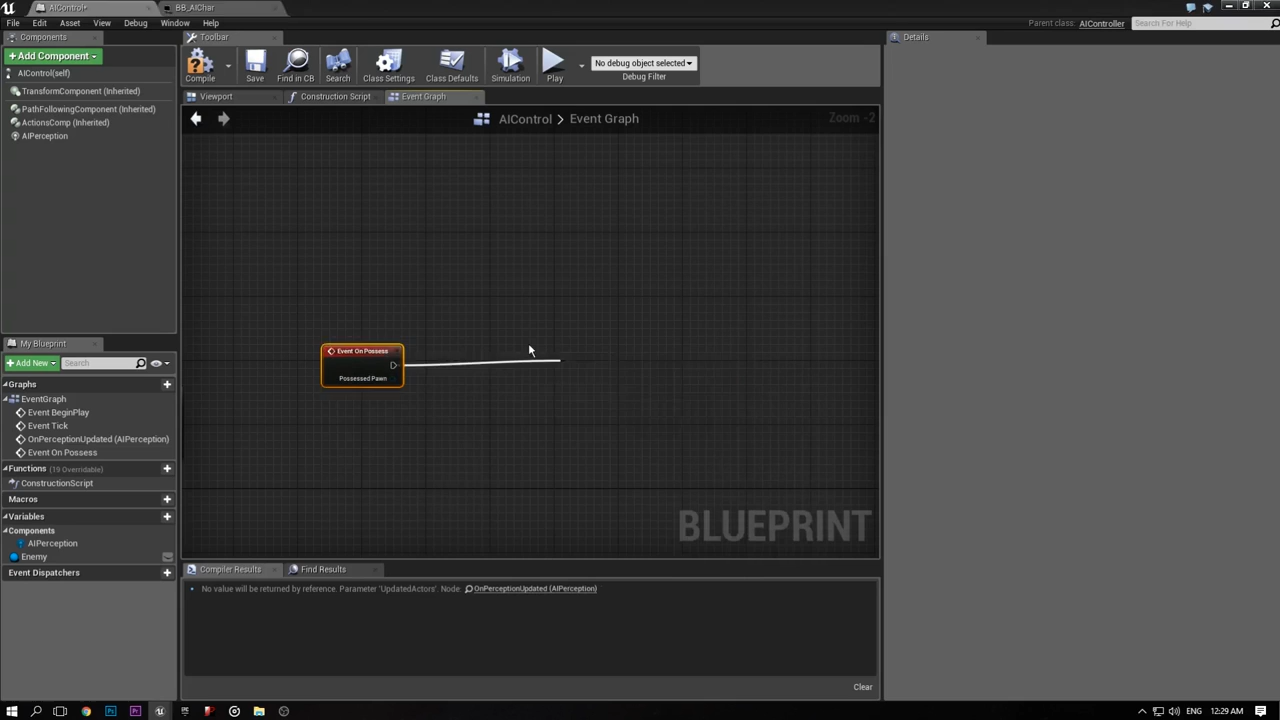 AIControl*
BB_AIChar
File Edit Asset View Debug Window Help
Parent class: AIController
Search For Help
Components
Toolbar
Details
+Add Component
AIControl(self)
TransformComponent (Inherited)
PathFollowingComponent (Inherited)
ActionsComp (Inherited)
AIPerception
Compile
Save
Find in CB
Search
Class Settings
Class Defaults
Simulation
Play
No debug object selected
Debug Filter
Viewport
Construction Script
Event Graph
AIControl > Event Graph
Zoom -2
Event On Possess
Possessed Pawn
BLUEPRINT
My Blueprint
+Add New
Search
Graphs
EventGraph
Event BeginPlay
Event Tick
OnPerceptionUpdated (AIPerception)
Event On Possess
Functions (19 Overridable)
ConstructionScript
Macros
Variables
Components
AIPerception
Enemy
Event Dispatchers
Compiler Results
Find Results
No value will be returned by reference. Parameter 'UpdatedActors'. Node: OnPerceptionUpdated (AIPerception)
Clear
ENG
12:29 AM